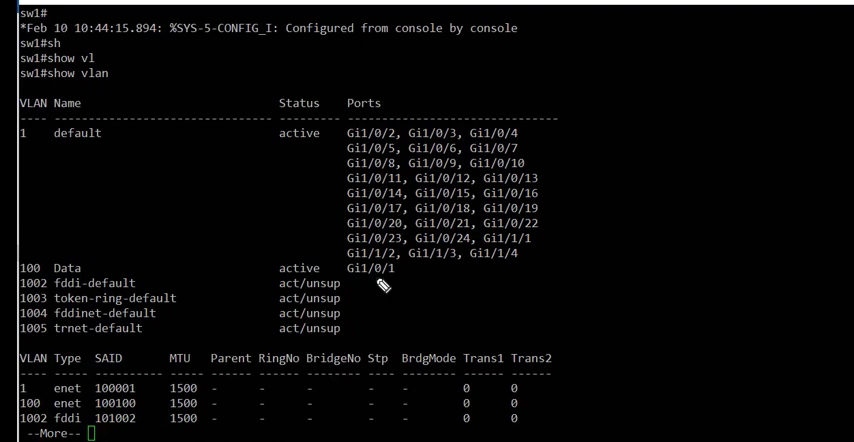 sw1#
*Feb 10 10:44:15.894: %SYS-5-CONFIG_I: Configured from console by console
sw1#sh
sw1#show vl
sw1#show vlan
VLAN Name                             Status    Ports
---- -------------------------------- --------- -------------------------------
1    default                          active    Gi1/0/2, Gi1/0/3, Gi1/0/4
                                                Gi1/0/5, Gi1/0/6, Gi1/0/7
                                                Gi1/0/8, Gi1/0/9, Gi1/0/10
                                                Gi1/0/11, Gi1/0/12, Gi1/0/13
                                                Gi1/0/14, Gi1/0/15, Gi1/0/16
                                                Gi1/0/17, Gi1/0/18, Gi1/0/19
                                                Gi1/0/20, Gi1/0/21, Gi1/0/22
                                                Gi1/0/23, Gi1/0/24, Gi1/1/1
                                                Gi1/1/2, Gi1/1/3, Gi1/1/4
100  Data                             active    Gi1/0/1
1002 fddi-default                     act/unsup
1003 token-ring-default               act/unsup
1004 fddinet-default                  act/unsup
1005 trnet-default                    act/unsup
VLAN Type  SAID       MTU   Parent RingNo BridgeNo Stp  BrdgMode Trans1 Trans2
---- ----- ---------- ----- ------ ------ -------- ---- -------- ------ ------
1    enet  100001     1500  -      -      -        -    -        0      0
100  enet  100100     1500  -      -      -        -    -        0      0
1002 fddi  101002     1500  -      -      -        -    -        0      0
 --More--